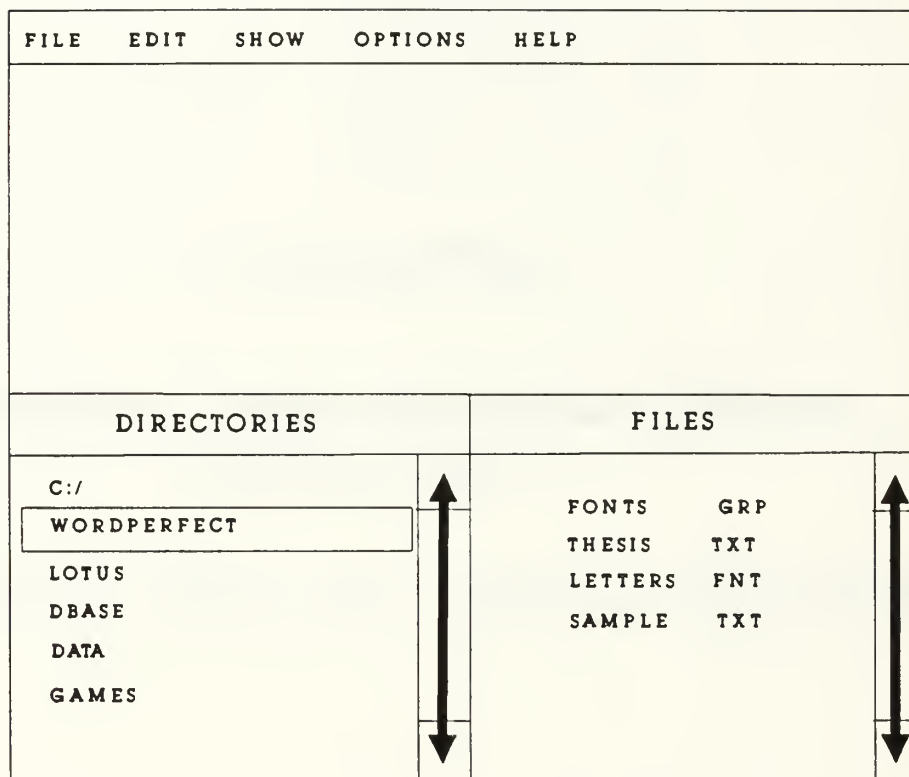 FILE EDIT SHOW OPTIONS HELP
DIRECTORIES
C:/
WORDPERFECT
LOTUS
DBASE
DATA
GAMES
FILES
FONTS GRP
THESIS TXT
LETTERS FNT
SAMPLE TXT